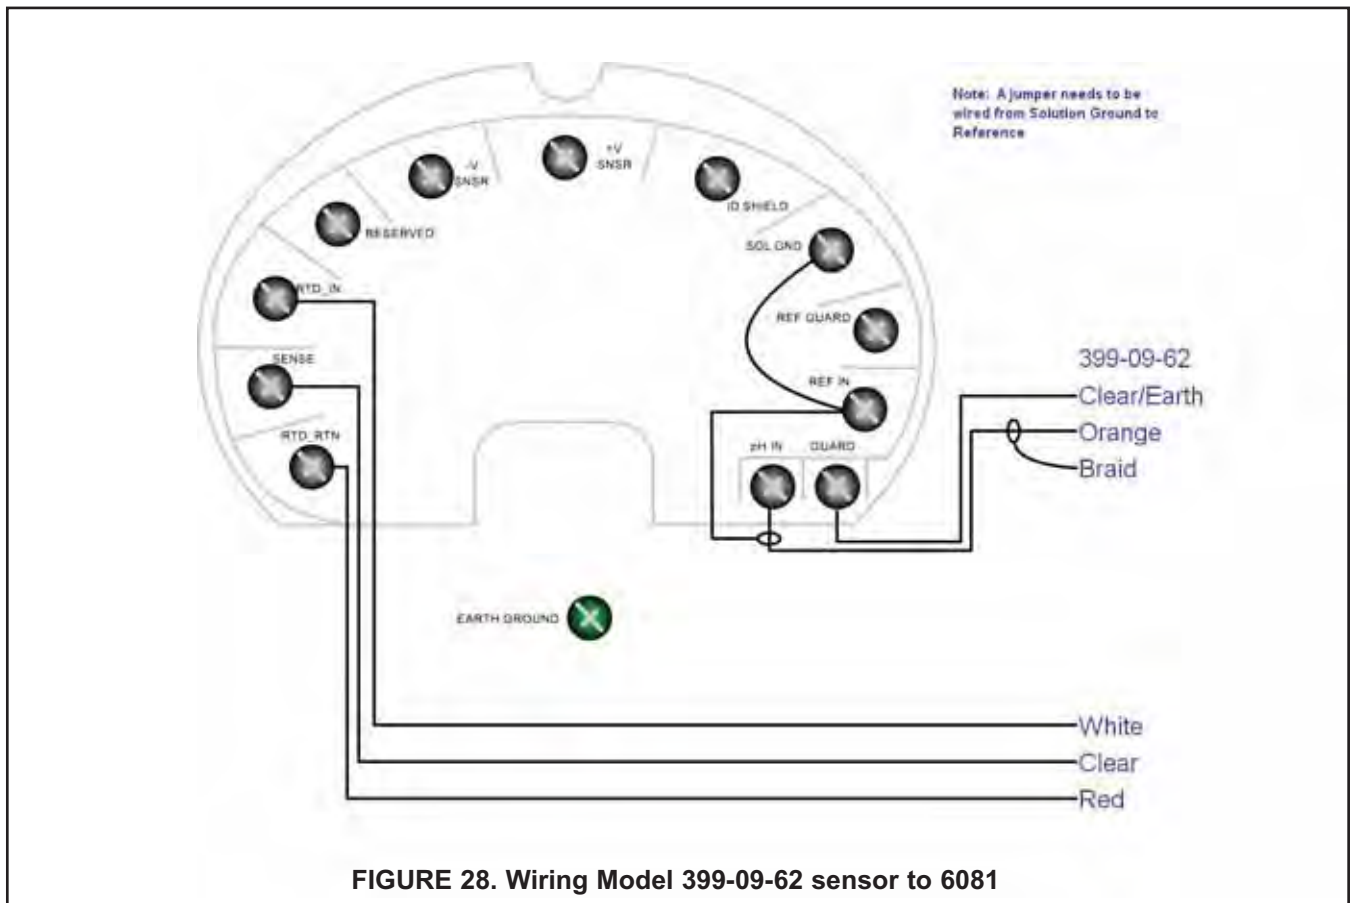 Note: A jumper needs to be
wired from Solution Ground to
Reference
-V
SNSR
+V
SNSR
ID SHIELD
RESERVED
SOL GND
RTD_IN
REF GUARD
SENSE
REF IN
RTD_RTN
pH IN
GUARD
399-09-62
Clear/Earth
Orange
Braid
EARTH GROUND
White
Clear
Red
FIGURE 28. Wiring Model 399-09-62 sensor to 6081